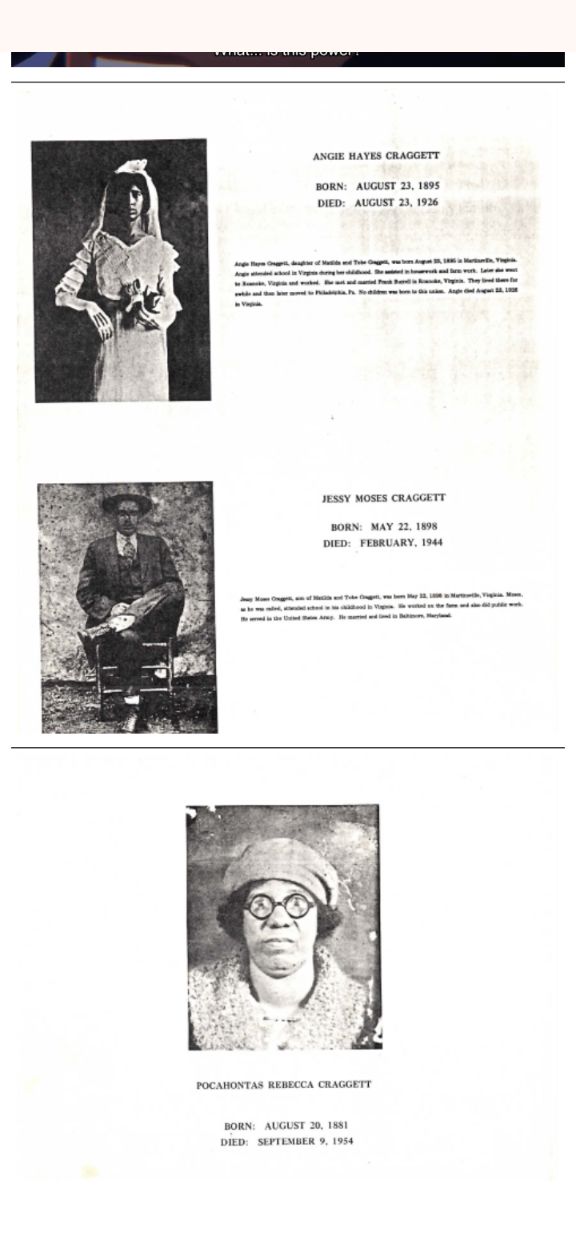 What... is this power?
ANGIE HAYES CRAGGETT
BORN: AUGUST 23, 1895
DIED: AUGUST 23, 1926
Angie Hayes Craggett, daughter of Matilda and Tobe Craggett, was born August 23, 1895 in Martinsville, Virginia.
Angie attended school in Virginia during her childhood. She assisted in housework and farm work. Later she went
to Roanoke, Virginia and worked. She met and married Frank Burrell in Roanoke, Virginia. They lived there for
awhile and then later moved to Philadelphia, Pa. No children was born to this union. Angie died August 23, 1926
in Virginia.
JESSY MOSES CRAGGETT
BORN: MAY 22, 1898
DIED: FEBRUARY, 1944
Jessy Moses Craggett, son of Matilda and Tobe Craggett, was born May 22, 1898 in Martinsville, Virginia. Moses,
as he was called, attended school in his childhood in Virginia. He worked on the farm and also did public work.
He served in the United States Army. He married and lived in Baltimore, Maryland.
POCAHONTAS REBECCA CRAGGETT
BORN: AUGUST 20, 1881
DIED: SEPTEMBER 9, 1954